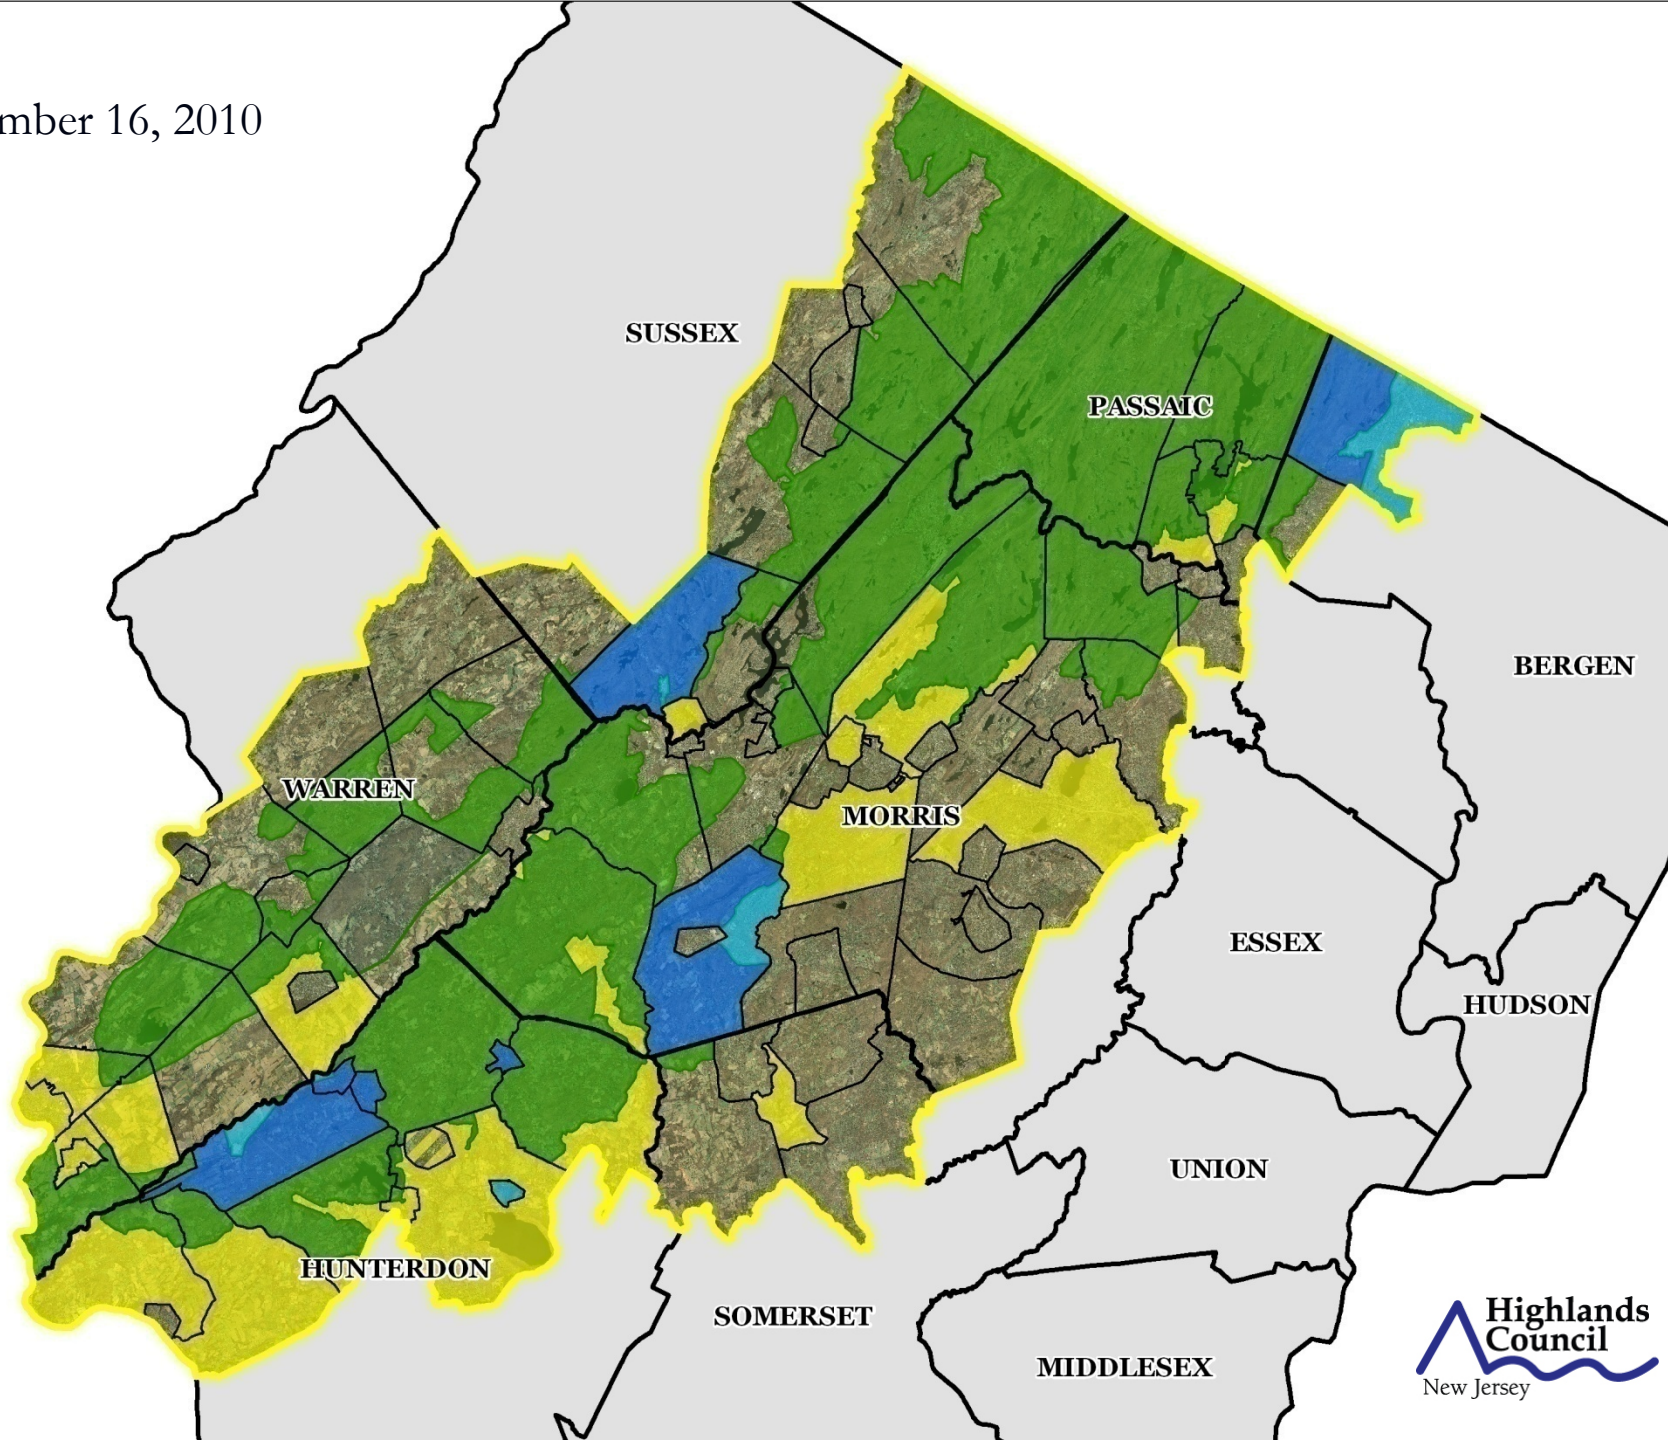 mber 16, 2010
SUSSEX
PASSAIC
BERGEN
WARREN
MORRIS
ESSEX
HUDSON
UNION
HUNTERDON
SOMERSET
MIDDLESEX
Highlands
Council
New Jersey